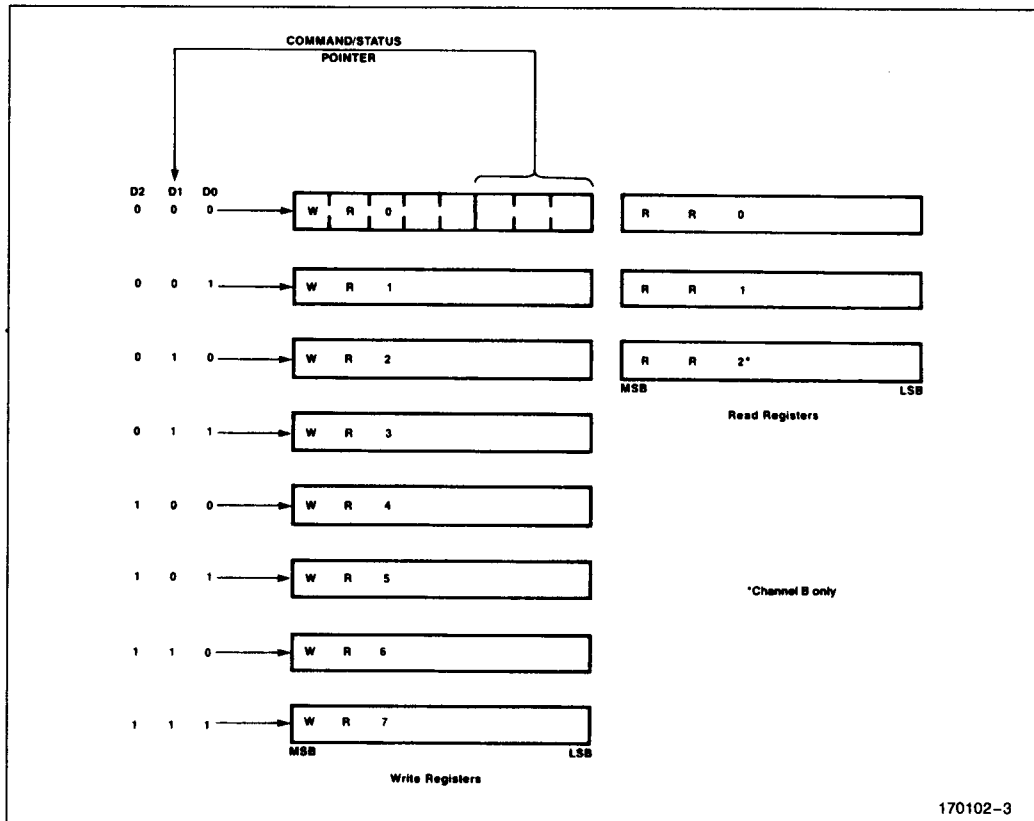 COMMAND/STATUS
POINTER
D2 D1 D0
0 0 0 W R 0 R R 0
0 0 1 W R 1 R R 1
0 1 0 W R 2 R R 2*
MSB LSB
Read Registers
0 1 1 W R 3
1 0 0 W R 4
1 0 1 W R 5
*Channel B only
1 1 0 W R 6
1 1 1 W R 7
MSB LSB
Write Registers
170102-3